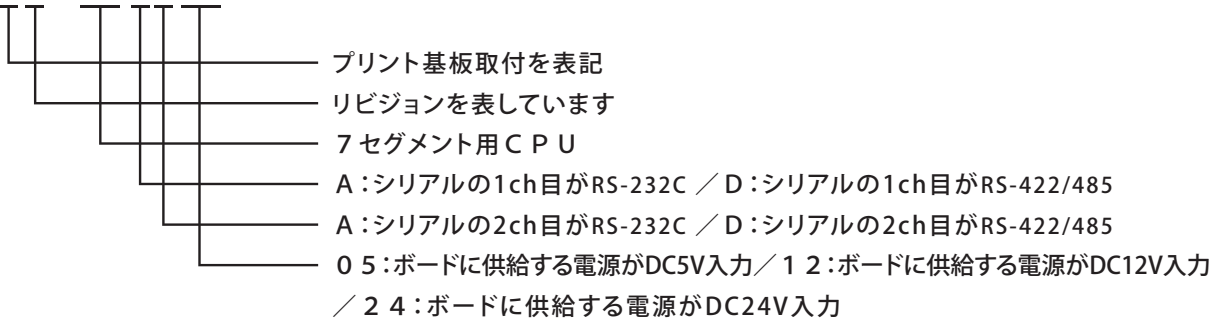 プリント基板取付を表記
リビジョンを表しています
７セグメント用ＣＰＵ
A：シリアルの1ch目がRS-232C ／D：シリアルの1ch目がRS-422/485
A：シリアルの2ch目がRS-232C ／D：シリアルの2ch目がRS-422/485
０５：ボードに供給する電源がDC5V入力／１２：ボードに供給する電源がDC12V入力
／２４：ボードに供給する電源がDC24V入力